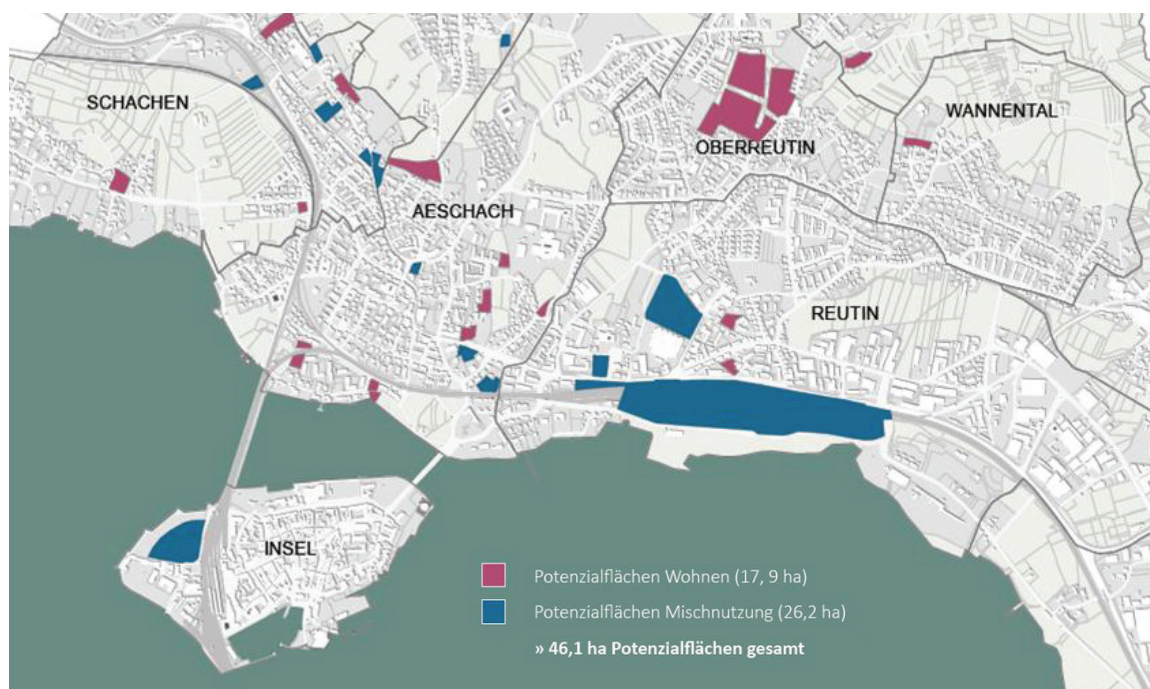 SCHACHEN
WANNENTAL
OBERREUTIN
AESCHACH
REUTIN
INSEL
Potenzialflächen Wohnen (17, 9 ha)
Potenzialflächen Mischnutzung (26,2 ha)
» 46,1 ha Potenzialflächen gesamt